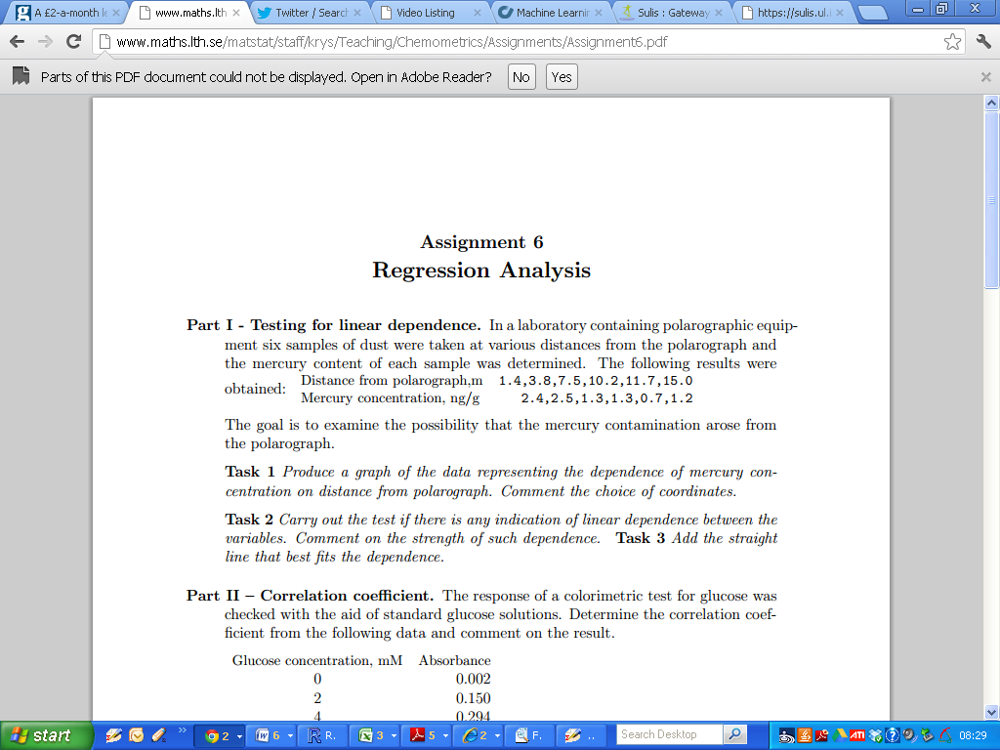 A £2-a-month le
www.maths.lth
Twitter / Search
Video Listing
Machine Learnin
Sulis : Gateway
https://sulis.ul.i
www.maths.lth.se/matstat/staff/krys/Teaching/Chemometrics/Assignments/Assignment6.pdf
Parts of this PDF document could not be displayed. Open in Adobe Reader? No Yes
Assignment 6
Regression Analysis
Part I - Testing for linear dependence. In a laboratory containing polarographic equip-
ment six samples of dust were taken at various distances from the polarograph and
the mercury content of each sample was determined. The following results were
obtained:
Distance from polarograph,m 1.4,3.8,7.5,10.2,11.7,15.0
Mercury concentration, ng/g 2.4,2.5,1.3,1.3,0.7,1.2
The goal is to examine the possibility that the mercury contamination arose from
the polarograph.
Task 1 Produce a graph of the data representing the dependence of mercury con-
centration on distance from polarograph. Comment the choice of coordinates.
Task 2 Carry out the test if there is any indication of linear dependence between the
variables. Comment on the strength of such dependence. Task 3 Add the straight
line that best fits the dependence.
Part II – Correlation coefficient. The response of a colorimetric test for glucose was
checked with the aid of standard glucose solutions. Determine the correlation coef-
ficient from the following data and comment on the result.
Glucose concentration, mM Absorbance
0 0.002
2 0.150
4 0.294
start
2
6
R.
3
5
2
F.
..
Search Desktop
ATI
08:29